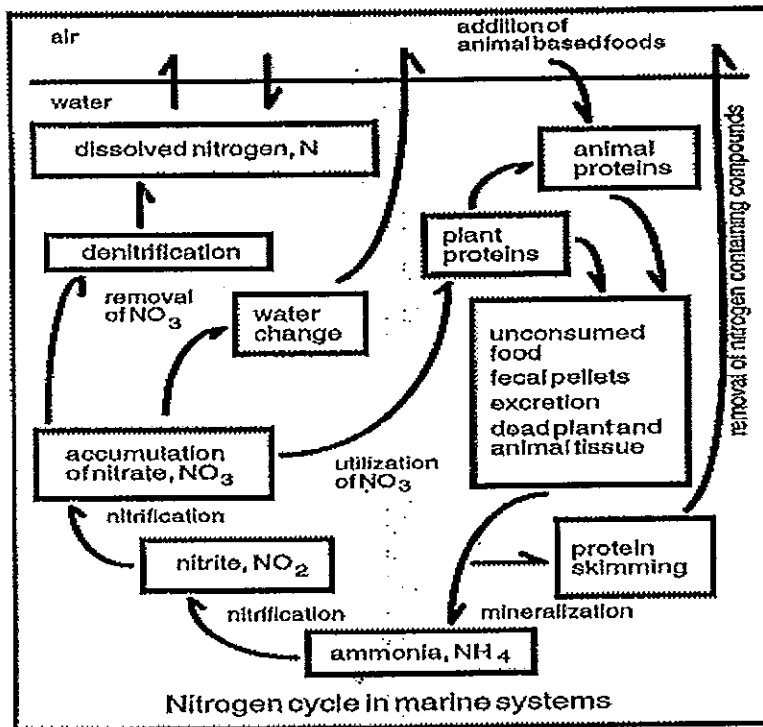 air
addition of
animal based foods
water
dissolved nitrogen, N
animal
proteins
denitrification
plant
proteins
removal
of NO3
water
change
unconsumed
food
fecal pellets
excretion
dead plant and
animal tissue
removal of nitrogen containing compounds
accumulation
of nitrate, NO3
utilization
of NO3
nitrification
protein
skimming
nitrite, NO2
nitrification
mineralization
ammonia, NH4
Nitrogen cycle in marine systems